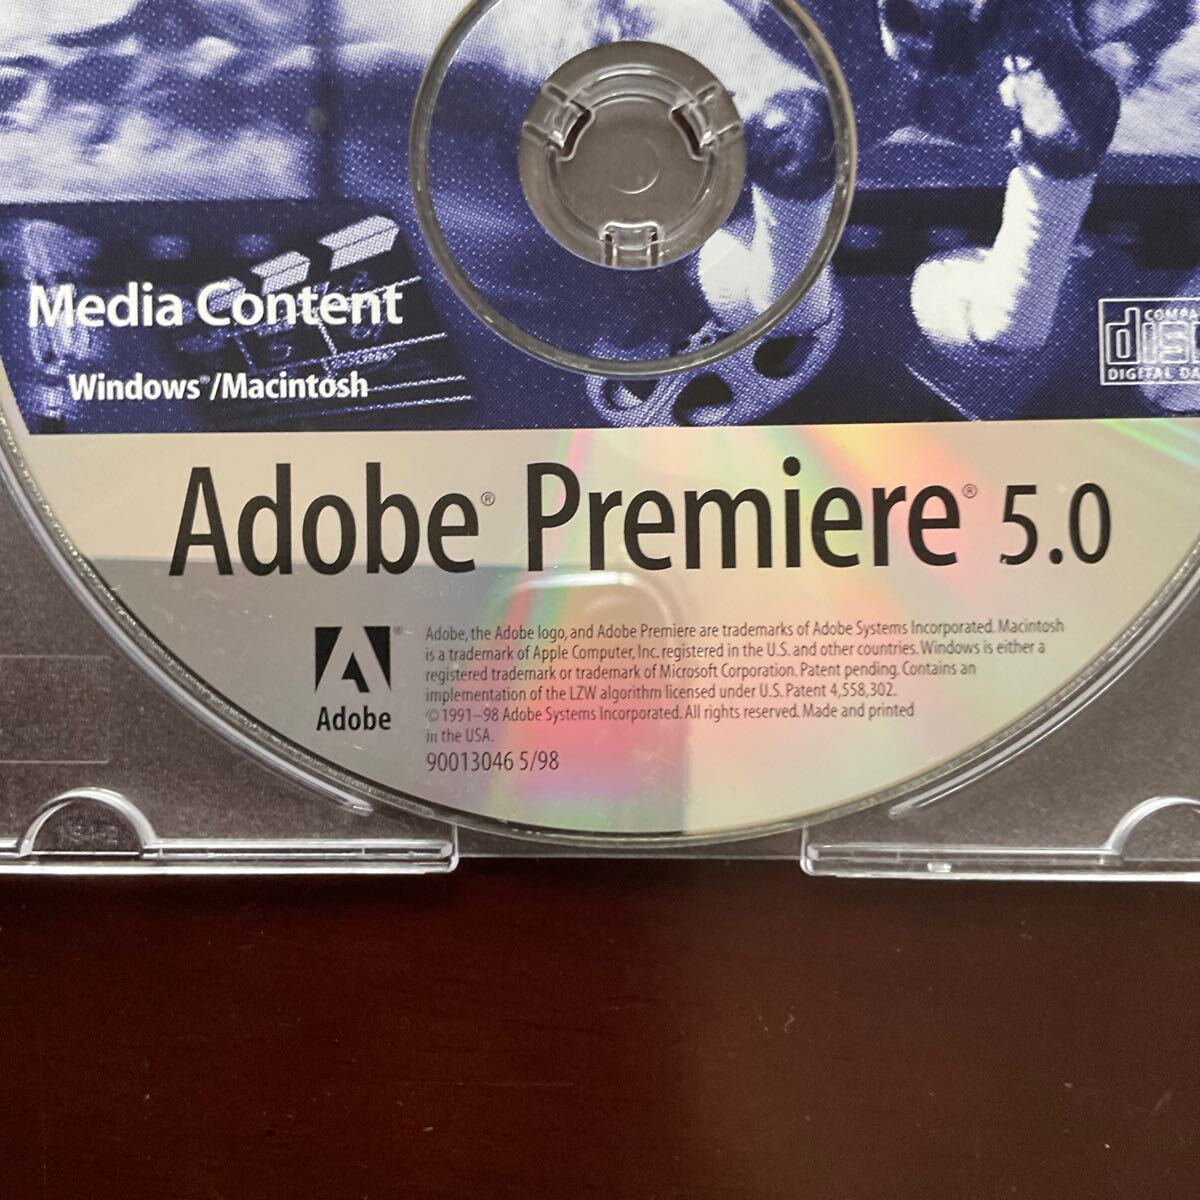 Media Content
Windows®/Macintosh
COMPA
disc
DIGITAL DA
Adobe® Premiere® 5.0
Adobe
Adobe, the Adobe logo, and Adobe Premiere are trademarks of Adobe Systems Incorporated. Macintosh
is a trademark of Apple Computer, Inc. registered in the U.S. and other countries. Windows is either a
registered trademark or trademark of Microsoft Corporation. Patent pending. Contains an
implementation of the LZW algorithm licensed under U.S. Patent 4,558,302.
©1991–98 Adobe Systems Incorporated. All rights reserved. Made and printed
in the USA.
90013046 5/98